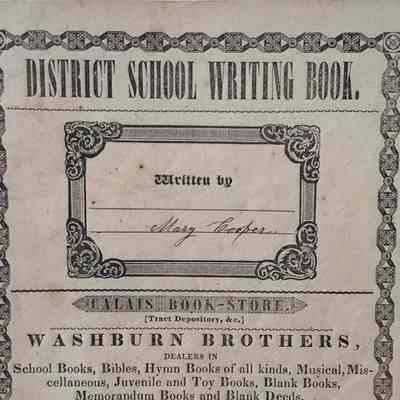 DISTRICT SCHOOL WRITING BOOK.
Written by
Mary Cooper
CALAIS BOOK-STORE.
[Tract Depository, &c.]
WASHBURN BROTHERS,
DEALERS IN
School Books, Bibles, Hymn Books of all kinds, Musical, Mis-
cellaneous, Juvenile and Toy Books, Blank Books,
Memorandum Books and Blank Deeds.